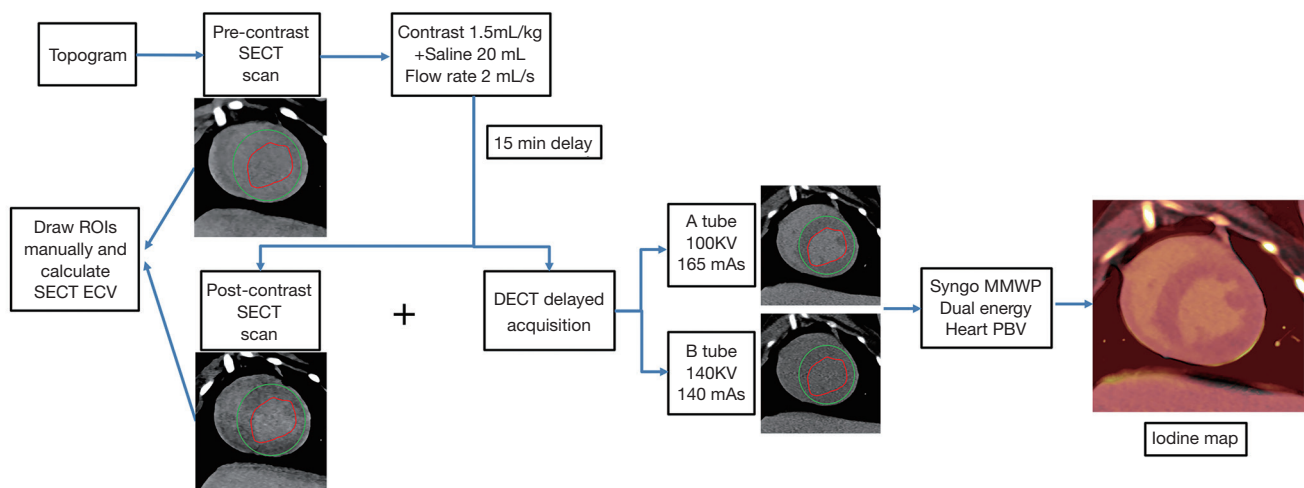 Topogram
Pre-contrast
SECT
scan
Contrast 1.5mL/kg
+Saline 20 mL
Flow rate 2 mL/s
15 min delay
Draw ROIs
manually and
calculate
SECT ECV
Post-contrast
SECT
scan
+
DECT delayed
acquisition
A tube
100KV
165 mAs
B tube
140KV
140 mAs
Syngo MMWP
Dual energy
Heart PBV
Iodine map